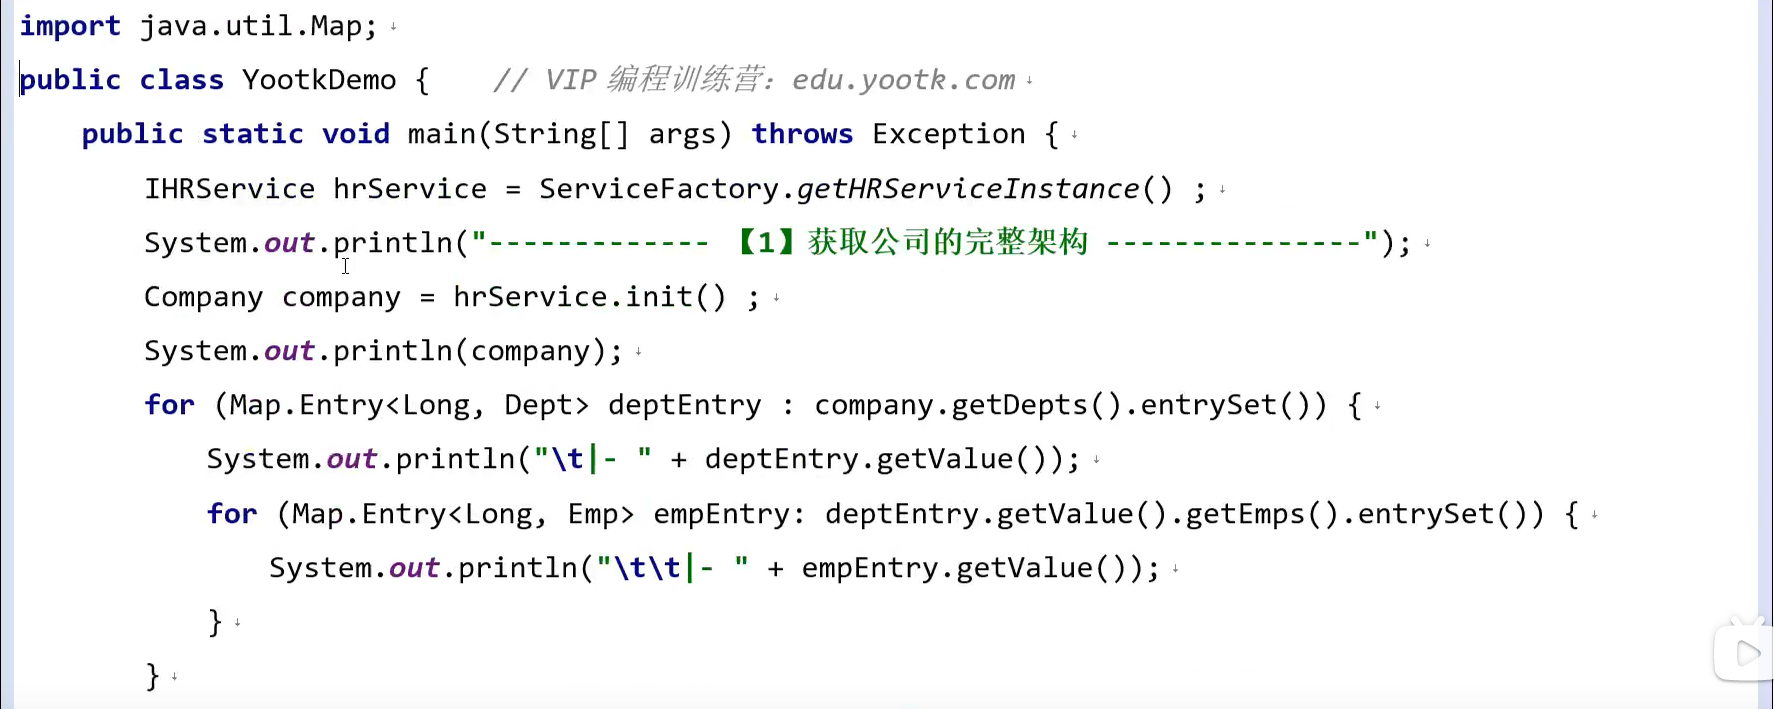 import java.util.Map;
public class YootkDemo {    // VIP 编程训练营：edu.yootk.com
    public static void main(String[] args) throws Exception {
        IHRService hrService = ServiceFactory.getHRServiceInstance() ;
        System.out.println("------------- 【1】获取公司的完整架构 ---------------");
        Company company = hrService.init() ;
        System.out.println(company);
        for (Map.Entry<Long, Dept> deptEntry : company.getDepts().entrySet()) {
            System.out.println("\t|- " + deptEntry.getValue());
            for (Map.Entry<Long, Emp> empEntry: deptEntry.getValue().getEmps().entrySet()) {
                System.out.println("\t\t|- " + empEntry.getValue());
            }
        }